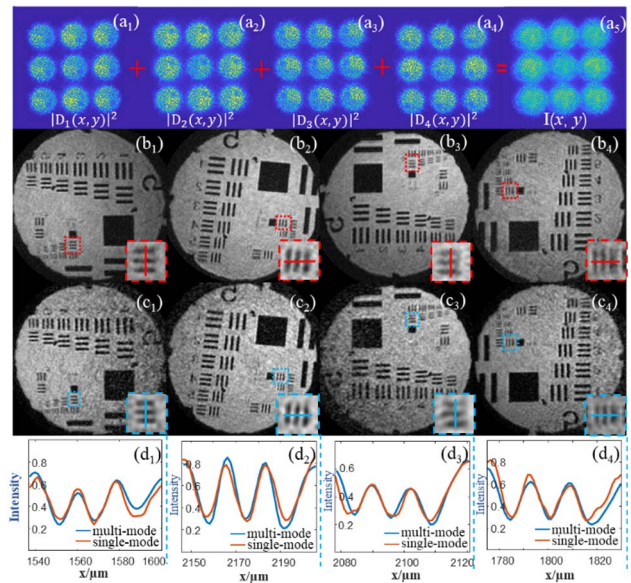 (a₁) (a₂) (a₃) (a₄) (a₅)
+ + + + =
|D₁(x, y)|² |D₂(x, y)|² |D₃(x, y)|² |D₄(x, y)|² I(x, y)
(b₁) (b₂) (b₃) (b₄)
(c₁) (c₂) (c₃) (c₄)
(d₁) (d₂) (d₃) (d₄)
Intensity
0.8
0.6
0.4
0.2
multi-mode
single-mode
1540 1560 1580 1600
x/μm
Intensity
0.8
0.6
0.4
0.2
multi-mode
single-mode
2150 2170 2190
x/μm
Intensity
0.6
0.4
0.2
multi-mode
single-mode
2080 2100 2120
x/μm
Intensity
0.8
0.6
0.4
0.2
multi-mode
single-mode
1780 1800 1820
x/μm